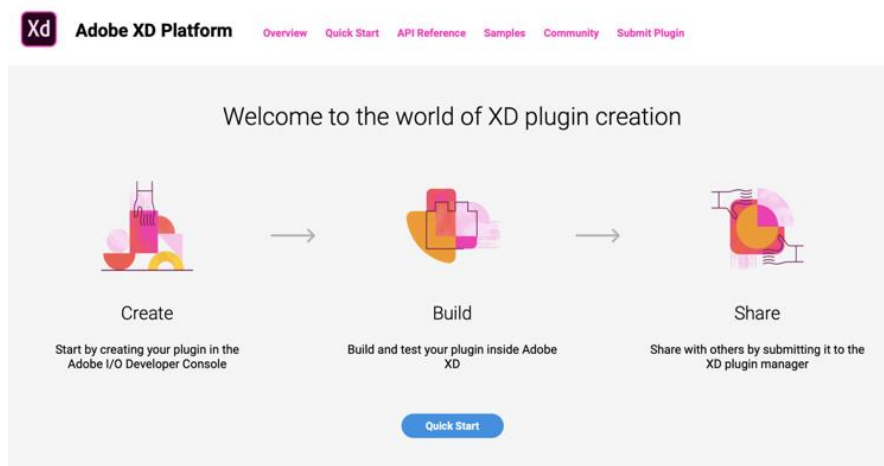 Xd Adobe XD Platform Overview Quick Start API Reference Samples Community Submit Plugin
Welcome to the world of XD plugin creation
Create
Start by creating your plugin in the
Adobe I/O Developer Console
Build
Build and test your plugin inside Adobe
XD
Share
Share with others by submitting it to the
XD plugin manager
Quick Start